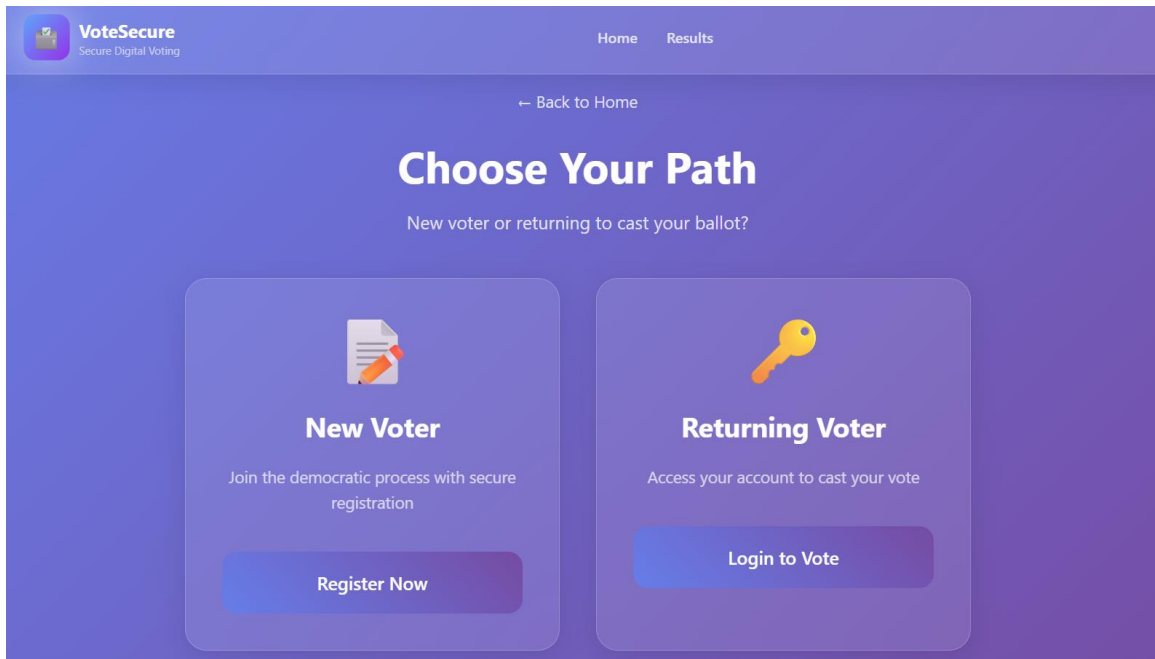 VoteSecure
Secure Digital Voting
Home
Results
← Back to Home
Choose Your Path
New voter or returning to cast your ballot?
New Voter
Join the democratic process with secure
registration
Register Now
Returning Voter
Access your account to cast your vote
Login to Vote